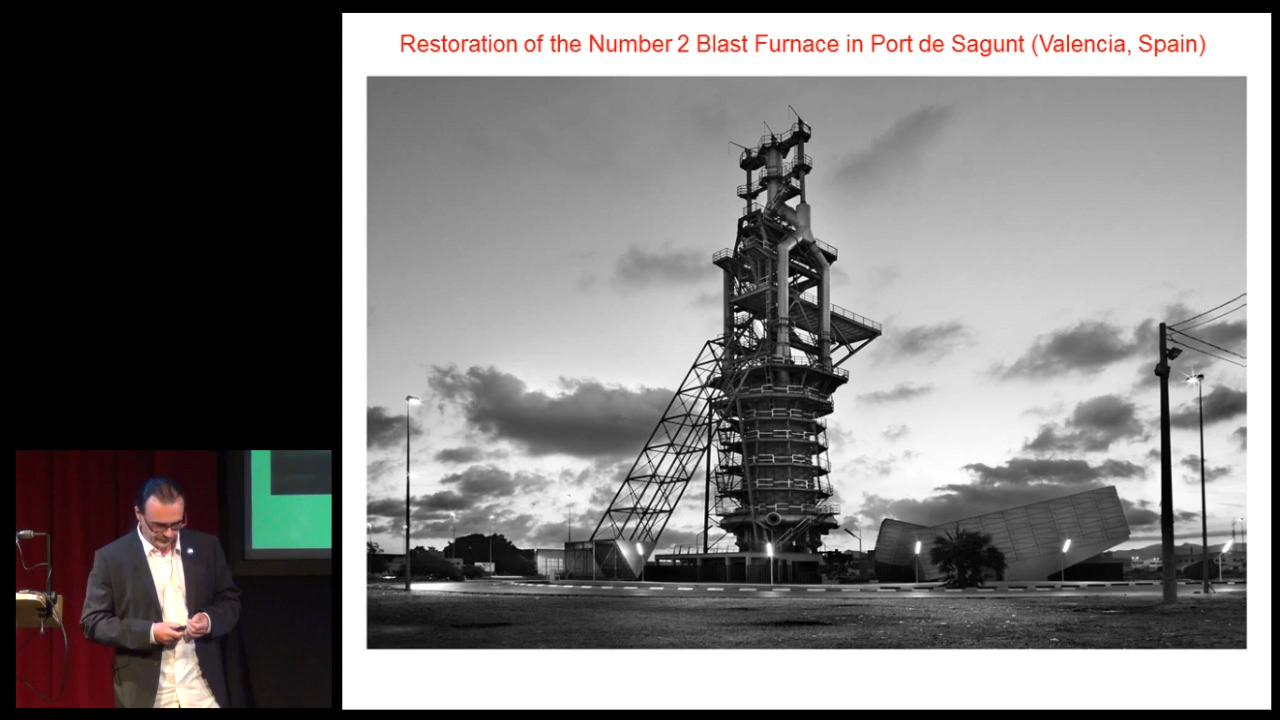 Restoration of the Number 2 Blast Furnace in Port de Sagunt (Valencia, Spain)